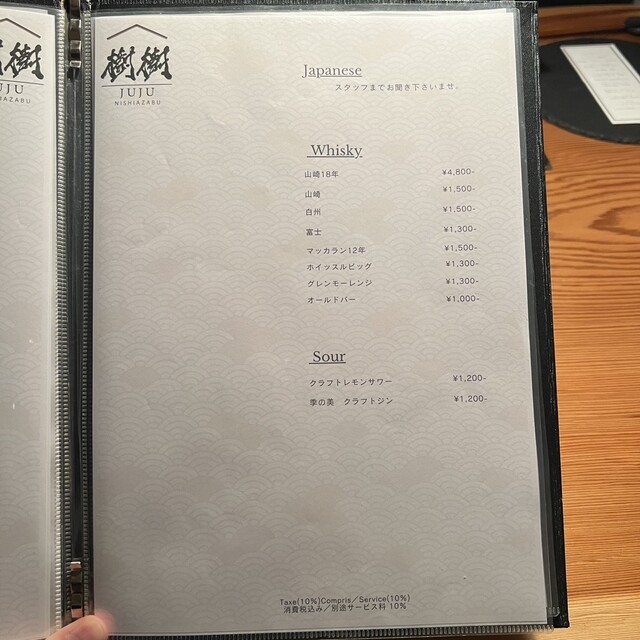 樹
JUJU
NISHIAZABU
樹樹
JUJU
NISHIAZABU
Japanese
スタッフまでお聞き下さいませ。
Whisky
山崎18年 ¥4,800-
山崎 ¥1,500-
白州 ¥1,500-
富士 ¥1,300-
マッカラン12年 ¥1,500-
ホイッスルピッグ ¥1,300-
グレンモーレンジ ¥1,300-
オールドパー ¥1,000-
Sour
クラフトレモンサワー ¥1,200-
季の美 クラフトジン ¥1,200-
Taxe(10%)Compris／Service(10%)
消費税込み／別途サービス料 10%